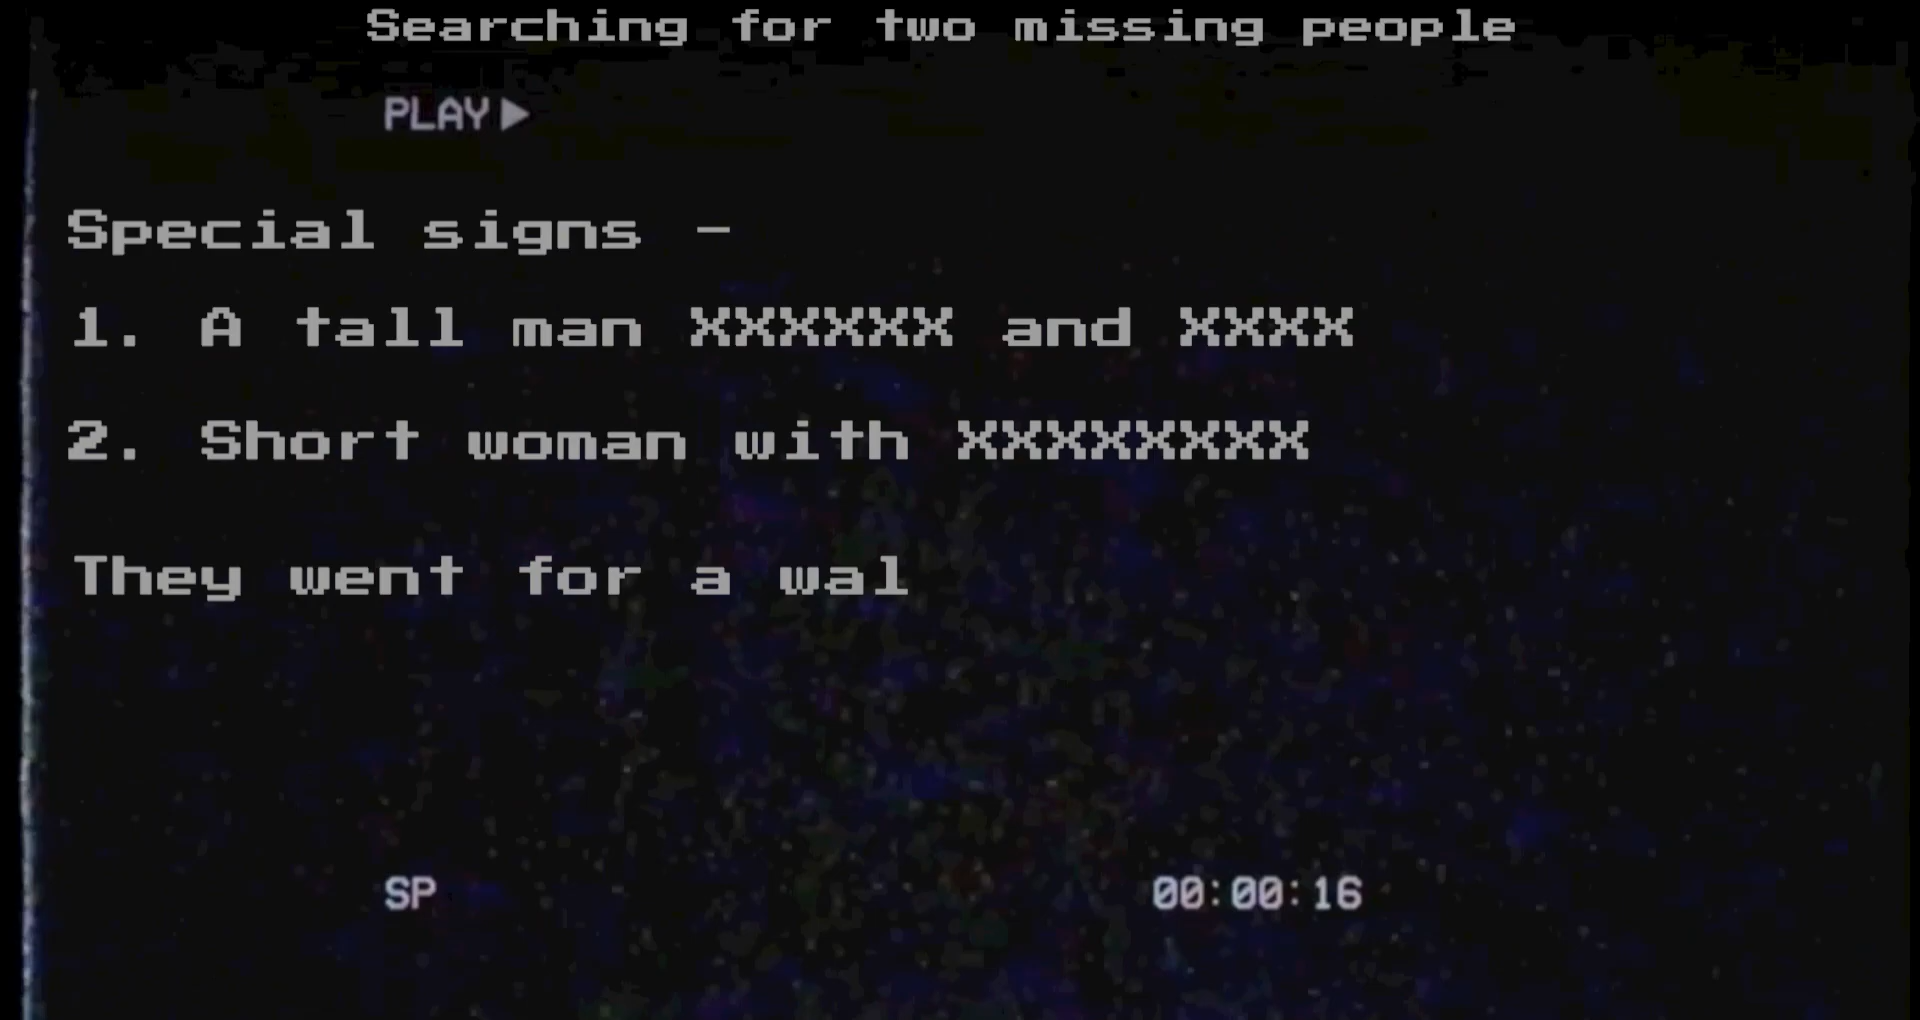 Searching for two missing people
PLAY▶
Special signs -
1. A tall man XXXXXX and XXXX
2. Short woman with XXXXXXXX
They went for a wal
SP 00:00:16